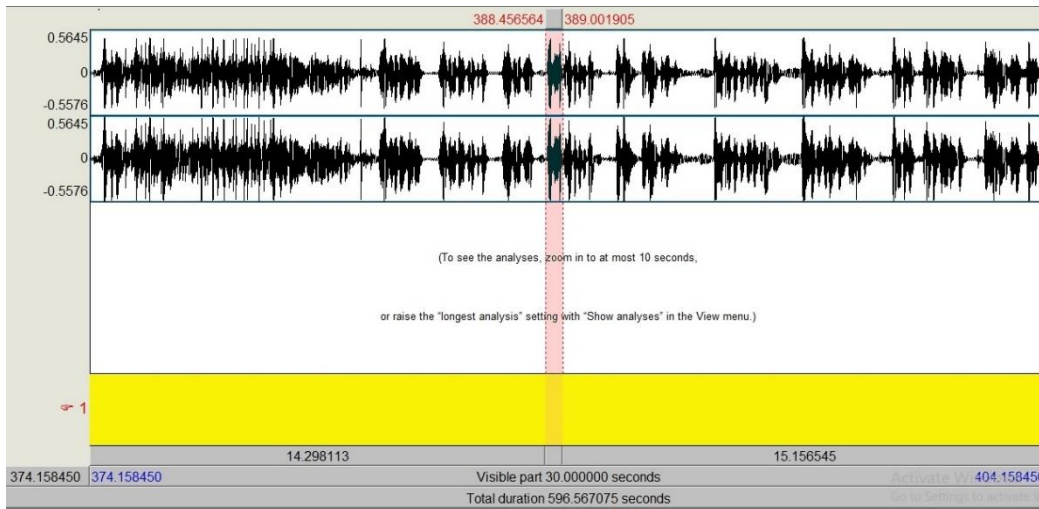 388.456564 389.001905
0.5645
0
-0.5576
0.5645
0
-0.5576
(To see the analyses, zoom in to at most 10 seconds,
or raise the "longest analysis" setting with "Show analyses" in the View menu.)
1
14.298113 15.156545
374.158450 374.158450 Visible part 30.000000 seconds Activate 404.158450
Total duration 596.567075 seconds Go to Settings to activate